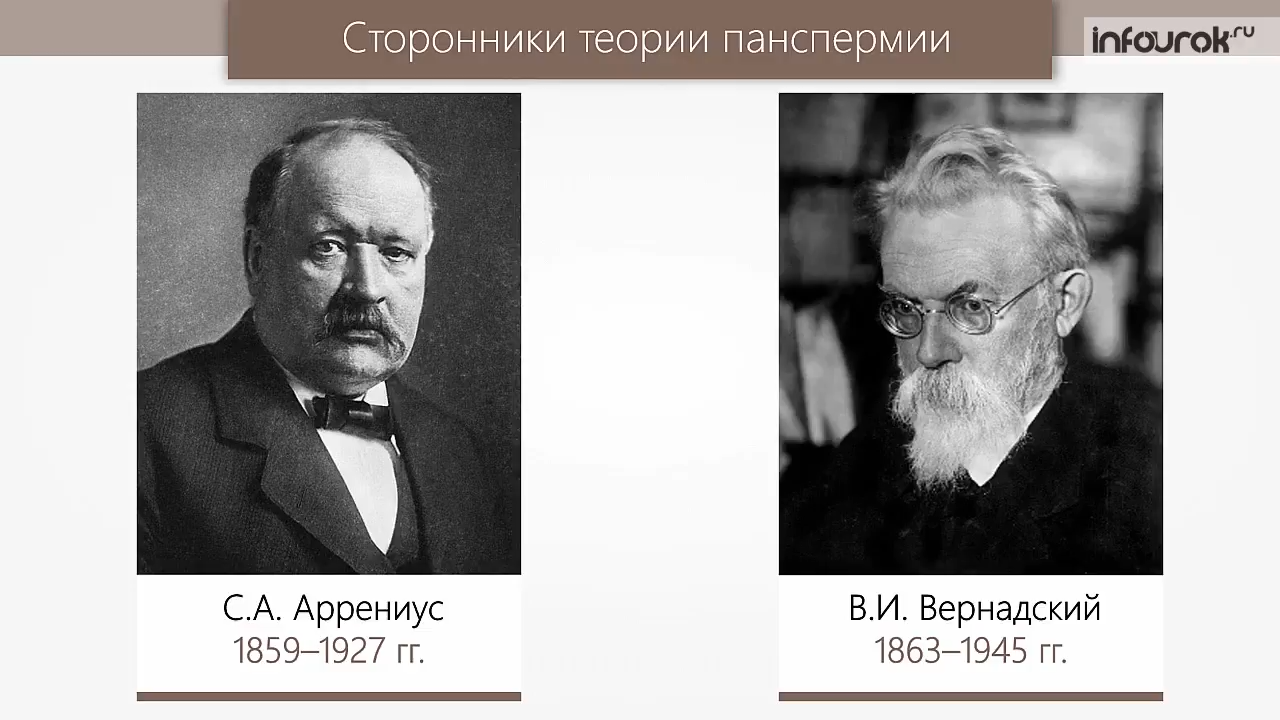 Сторонники теории панспермии
infourok.ru
С.А. Аррениус
1859–1927 гг.
В.И. Вернадский
1863–1945 гг.